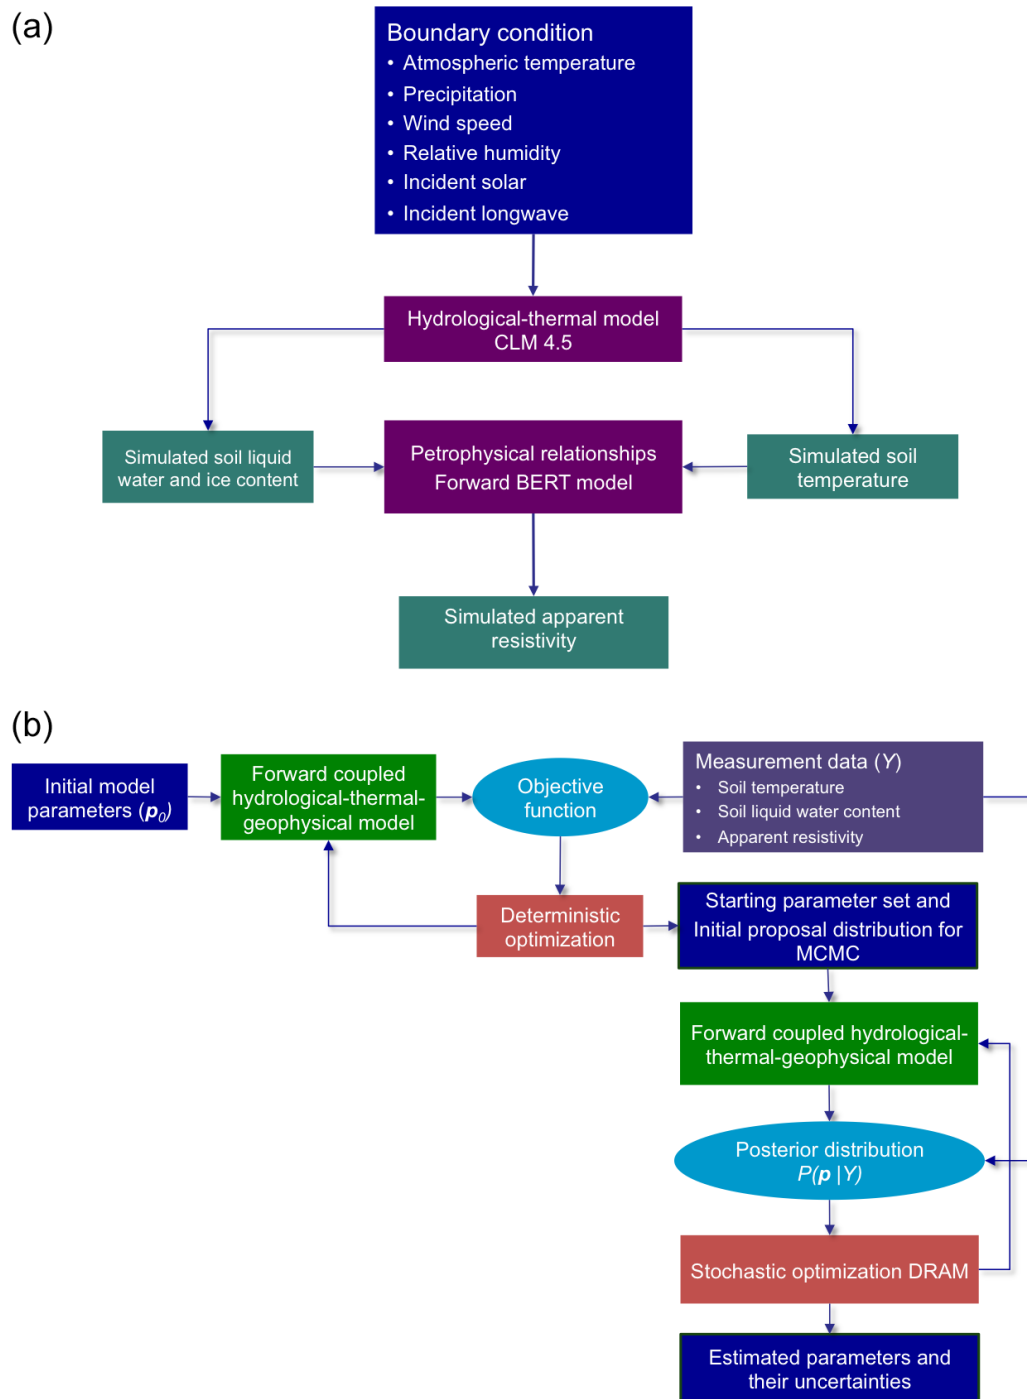 (a)
Boundary condition
• Atmospheric temperature
• Precipitation
• Wind speed
• Relative humidity
• Incident solar
• Incident longwave
Hydrological-thermal model
CLM 4.5
Simulated soil liquid
water and ice content
Petrophysical relationships
Forward BERT model
Simulated soil
temperature
Simulated apparent
resistivity
(b)
Initial model
parameters (p0)
Forward coupled
hydrological-thermal-
geophysical model
Objective
function
Measurement data (Y)
• Soil temperature
• Soil liquid water content
• Apparent resistivity
Deterministic
optimization
Starting parameter set and
Initial proposal distribution for
MCMC
Forward coupled hydrological-
thermal-geophysical model
Posterior distribution
P(p |Y)
Stochastic optimization DRAM
Estimated parameters and
their uncertainties